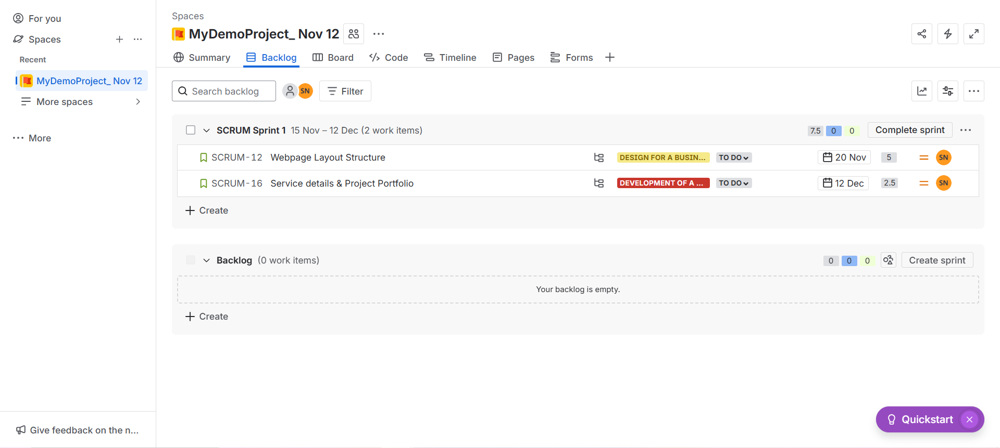 For you
Spaces
Recent
MyDemoProject_ Nov 12
More spaces
More
Give feedback on the n...
Spaces
MyDemoProject_ Nov 12
Summary Backlog Board Code Timeline Pages Forms
Search backlog SN Filter
SCRUM Sprint 1 15 Nov – 12 Dec (2 work items) 7.5 0 0 Complete sprint
SCRUM-12 Webpage Layout Structure DESIGN FOR A BUSIN... TO DO 20 Nov 5 SN
SCRUM-16 Service details & Project Portfolio DEVELOPMENT OF A ... TO DO 12 Dec 2.5 SN
Create
Backlog (0 work items) 0 0 0 Create sprint
Your backlog is empty.
Create
Quickstart